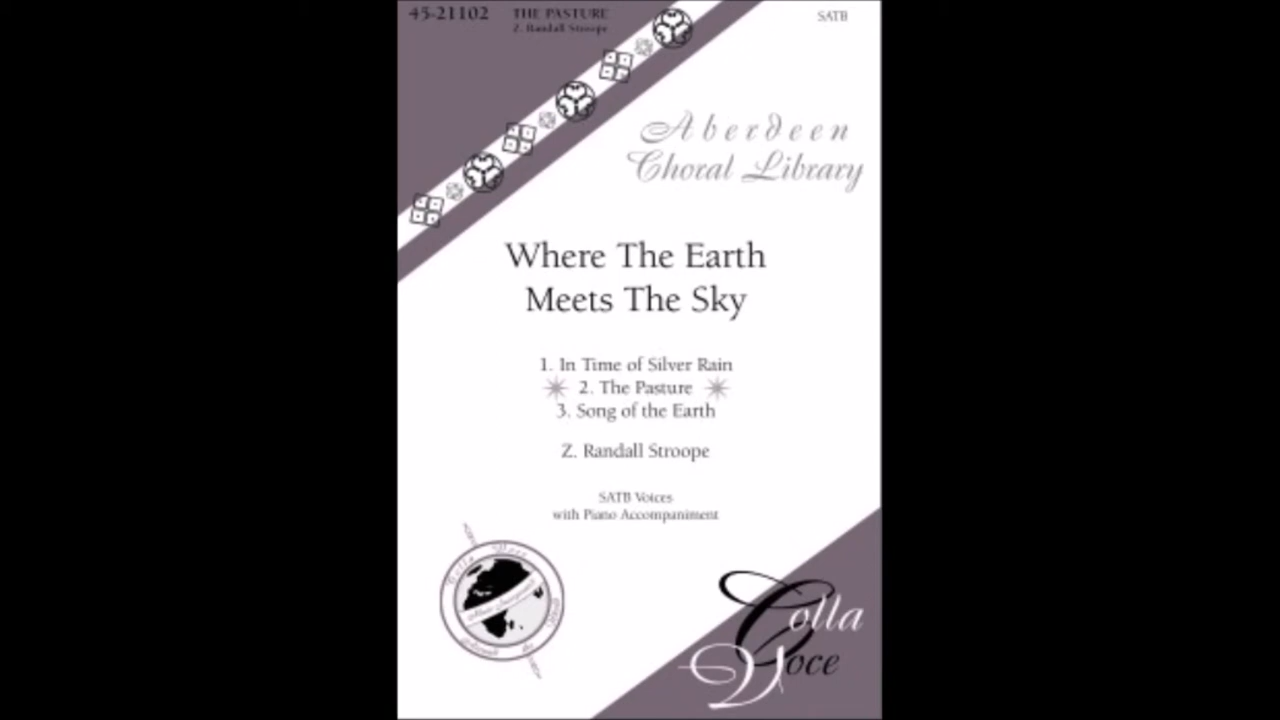 45-21102
THE PASTURE
Z. Randall Stroope
SATB
Aberdeen
Choral Library
Where The Earth
Meets The Sky
1. In Time of Silver Rain
2. The Pasture
3. Song of the Earth
Z. Randall Stroope
SATB Voices
with Piano Accompaniment
Colla Voce
Colla
Voce